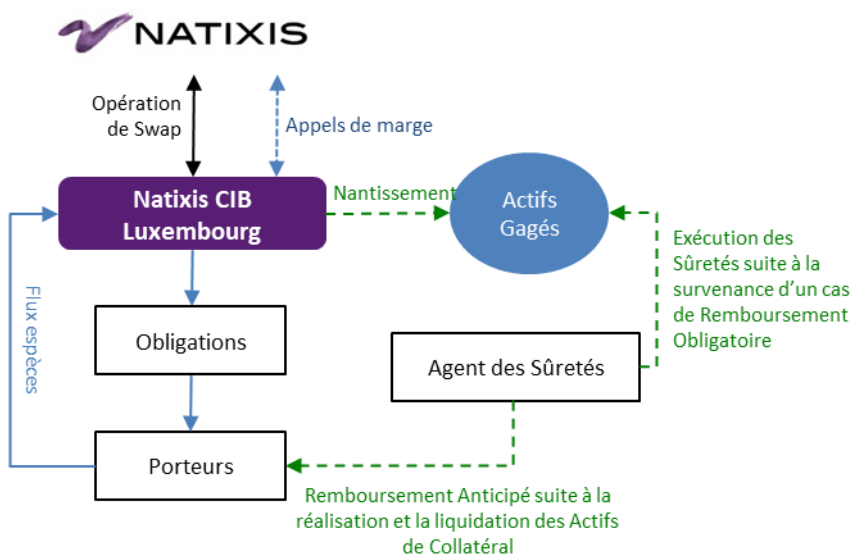 NATIXIS
Opération
de Swap
Appels de marge
Natixis CIB
Luxembourg
Nantissement
Actifs
Gagés
Exécution des
Sûretés suite à la
survenance d’un cas
de Remboursement
Obligatoire
Flux espèces
Obligations
Agent des Sûretés
Porteurs
Remboursement Anticipé suite à la
réalisation et la liquidation des Actifs
de Collatéral